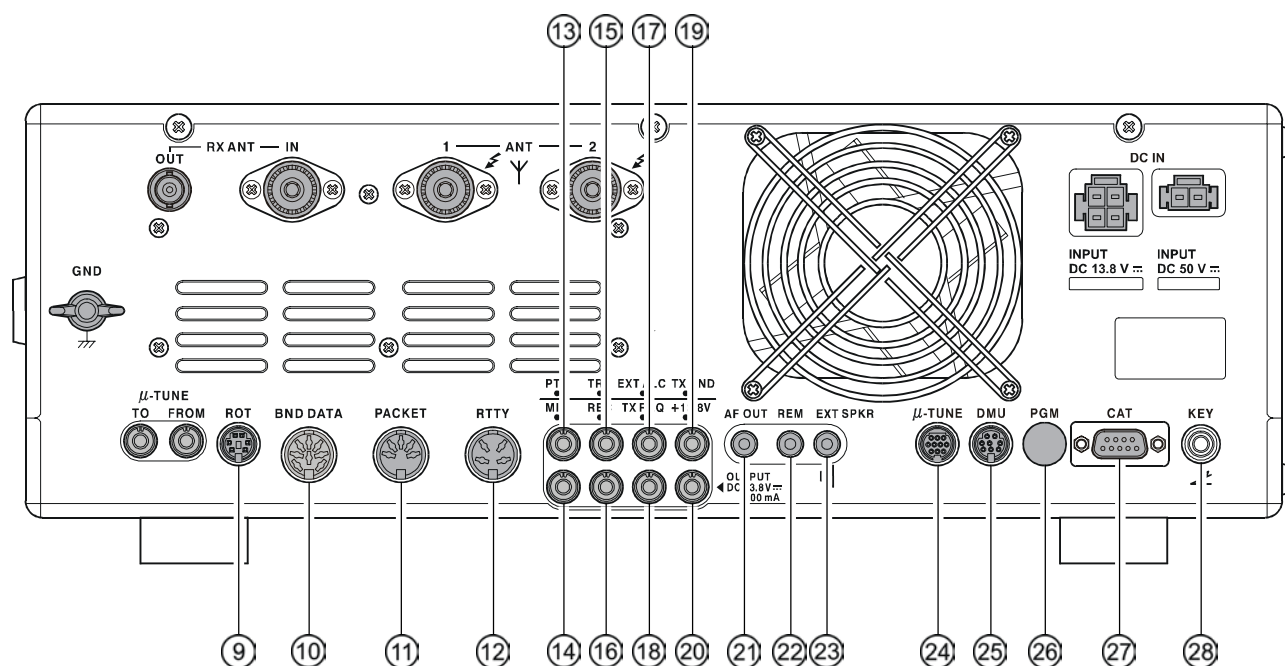 13 15 17 19
RX ANT
OUT IN
1 ANT 2
DC IN
INPUT
DC 13.8 V
INPUT
DC 50 V
GND
μ-TUNE
TO FROM ROT BND DATA PACKET RTTY
AF OUT REM EXT SPKR
μ-TUNE DMU PGM CAT KEY
9 10 11 12 14 16 18 20 21 22 23 24 25 26 27 28